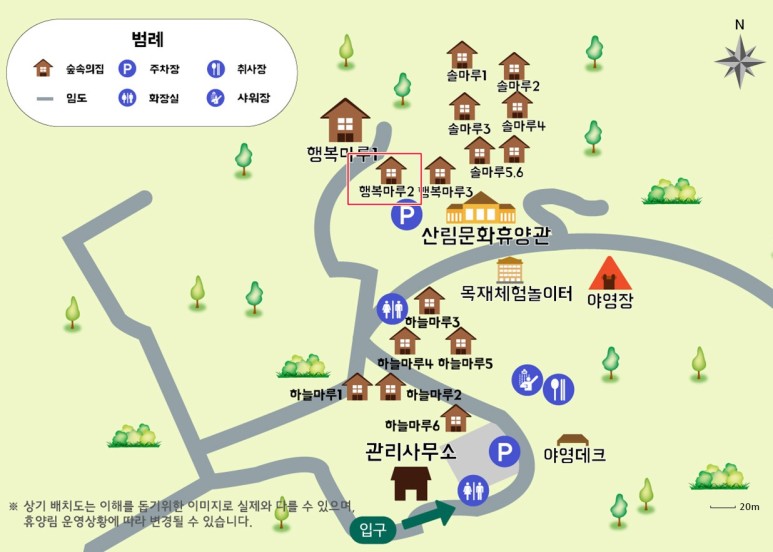 범례
숲속의집
주차장
취사장
임도
화장실
샤워장
N
솔마루1
솔마루2
솔마루3
솔마루4
솔마루5.6
행복마루1
행복마루2
행복마루3
P
산림문화휴양관
목재체험놀이터
야영장
하늘마루3
하늘마루4
하늘마루5
하늘마루1
하늘마루2
하늘마루6
관리사무소
P
야영데크
※ 상기 배치도는 이해를 돕기위한 이미지로 실제와 다를 수 있으며,
휴양림 운영상황에 따라 변경될 수 있습니다.
입구
20m